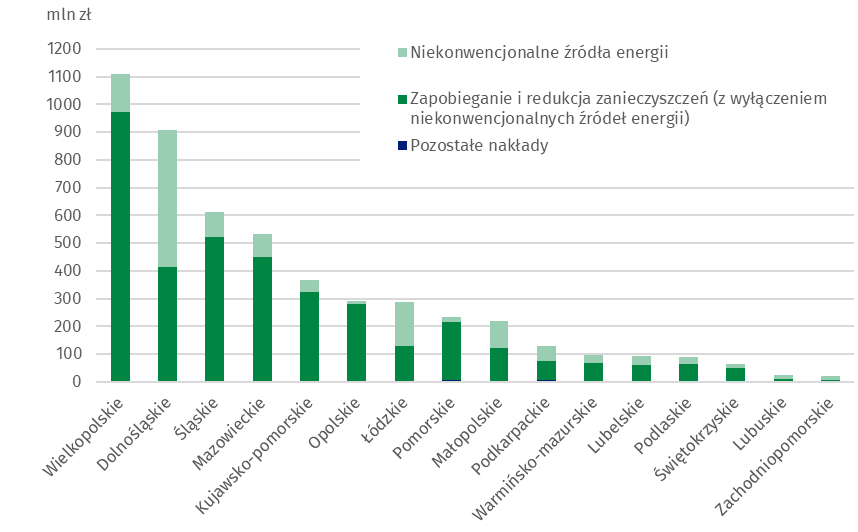 mln zł
1200
1100
1000
900
800
700
600
500
400
300
200
100
0
Niekonwencjonalne źródła energii
Zapobieganie i redukcja zanieczyszczeń (z wyłączeniem
niekonwencjonalnych źródeł energii)
Pozostałe nakłady
Wielkopolskie
Dolnośląskie
Śląskie
Mazowieckie
Kujawsko-pomorskie
Opolskie
Łódzkie
Pomorskie
Małopolskie
Podkarpackie
Warmińsko-mazurskie
Lubelskie
Podlaskie
Świętokrzyskie
Lubuskie
Zachodniopomorskie